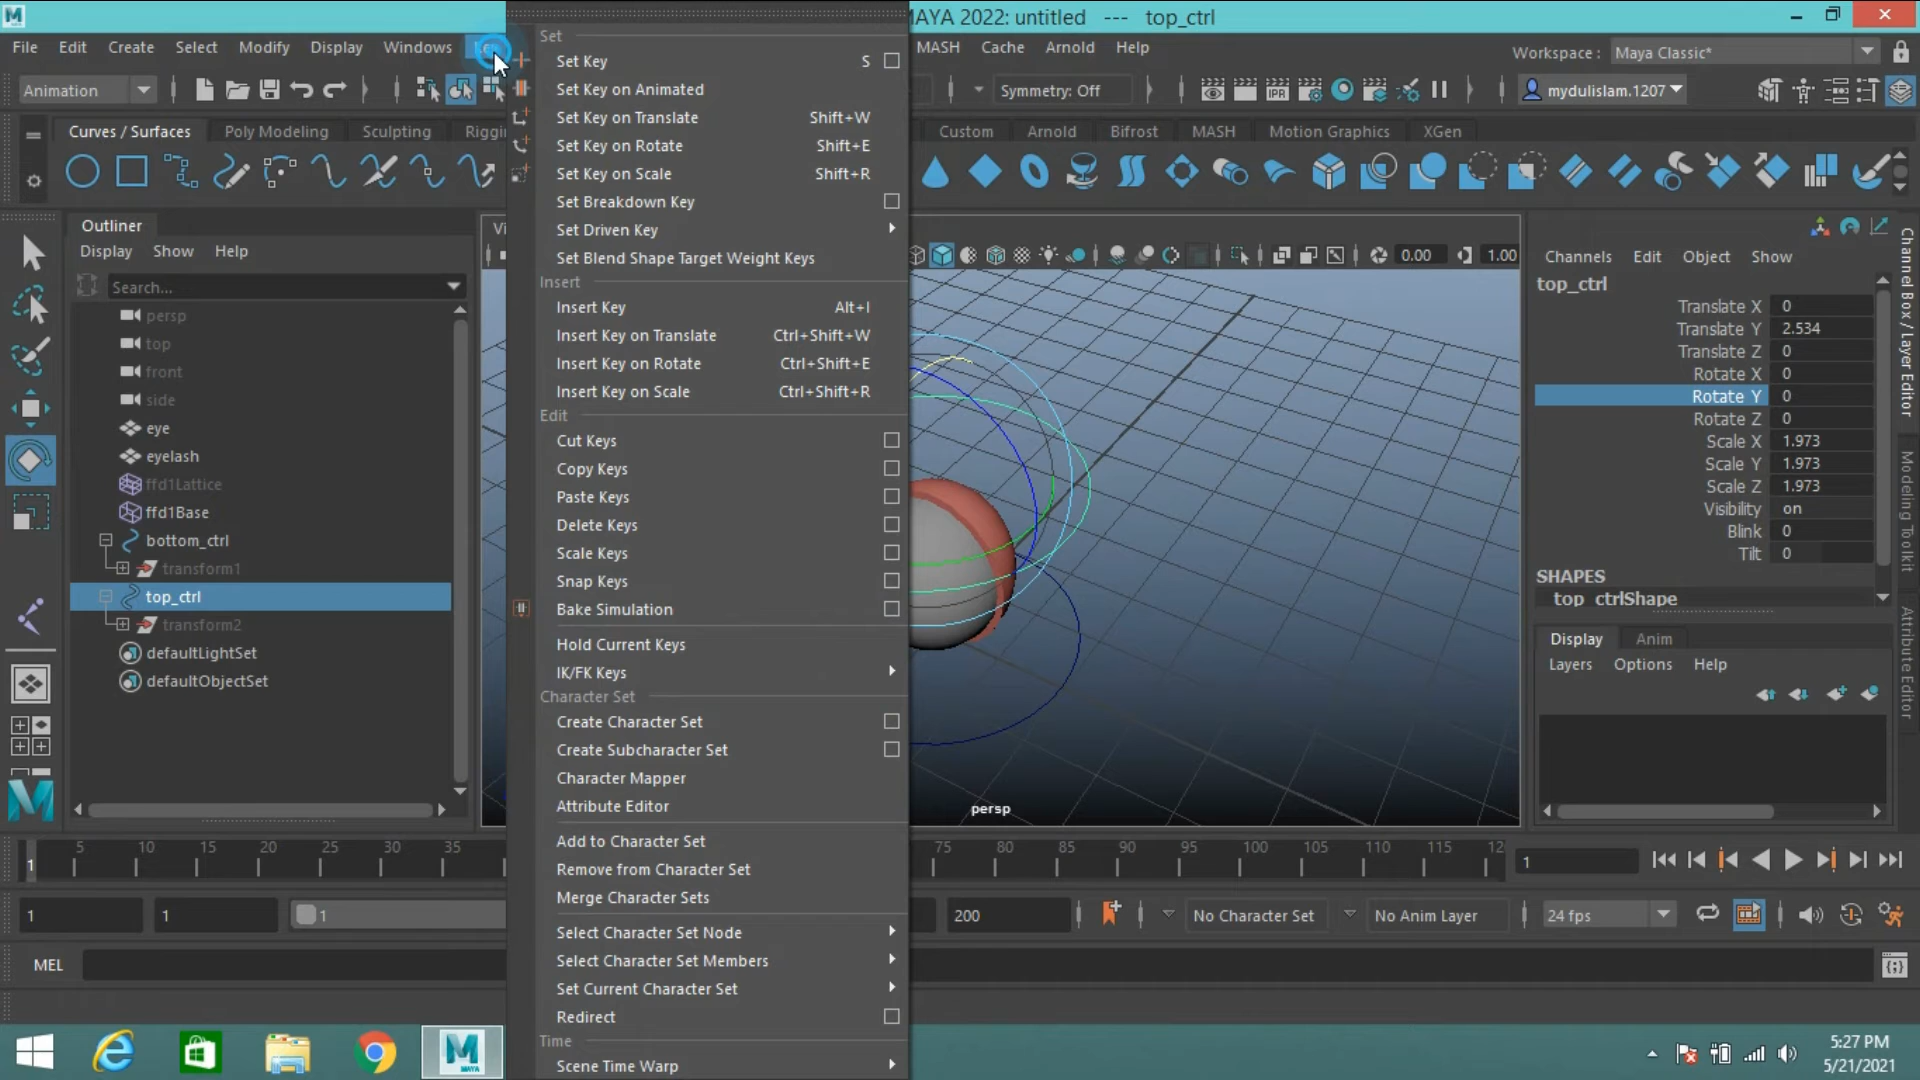 MAYA 2022: untitled --- top_ctrl
File Edit Create Select Modify Display Windows MASH Cache Arnold Help
Workspace : Maya Classic*
Animation
Symmetry: Off
mydulislam.1207
Curves / Surfaces Poly Modeling Sculpting Custom Arnold Bifrost MASH Motion Graphics XGen
Outliner
Display Show Help
Search...
persp
top
front
side
eye
eyelash
ffd1Lattice
ffd1Base
bottom_ctrl
transform1
top_ctrl
transform2
defaultLightSet
defaultObjectSet
Set
Set Key S
Set Key on Animated
Set Key on Translate Shift+W
Set Key on Rotate Shift+E
Set Key on Scale Shift+R
Set Breakdown Key
Set Driven Key
Set Blend Shape Target Weight Keys
Insert
Insert Key Alt+I
Insert Key on Translate Ctrl+Shift+W
Insert Key on Rotate Ctrl+Shift+E
Insert Key on Scale Ctrl+Shift+R
Edit
Cut Keys
Copy Keys
Paste Keys
Delete Keys
Scale Keys
Snap Keys
Bake Simulation
Hold Current Keys
IK/FK Keys
Character Set
Create Character Set
Create Subcharacter Set
Character Mapper
Attribute Editor
Add to Character Set
Remove from Character Set
Merge Character Sets
Select Character Set Node
Select Character Set Members
Set Current Character Set
Redirect
Time
Scene Time Warp
0.00 1.00
persp
Channels Edit Object Show
top_ctrl
Translate X 0
Translate Y 2.534
Translate Z 0
Rotate X 0
Rotate Y 0
Rotate Z 0
Scale X 1.973
Scale Y 1.973
Scale Z 1.973
Visibility on
Blink 0
Tilt 0
SHAPES
top_ctrlShape
Display Anim
Layers Options Help
Channel Box / Layer Editor
Modeling Toolkit
Attribute Editor
1 5 10 15 20 25 30 35 75 80 85 90 95 100 105 110 115
1
1 1 1 200 No Character Set No Anim Layer 24 fps
MEL
MAYA
5:27 PM
5/21/2021